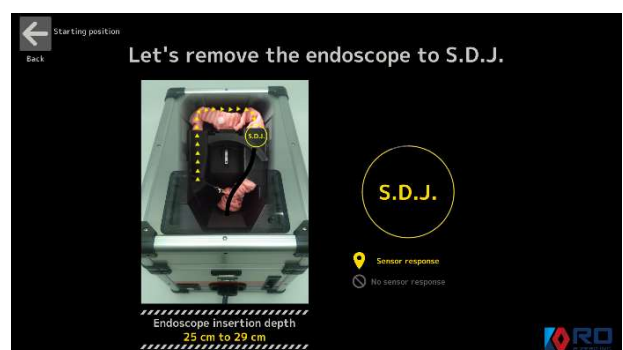 Starting position
Back
Let's remove the endoscope to S.D.J.
S.D.J.
S.D.J.
Sensor response
No sensor response
Endoscope insertion depth
25 cm to 29 cm
RD